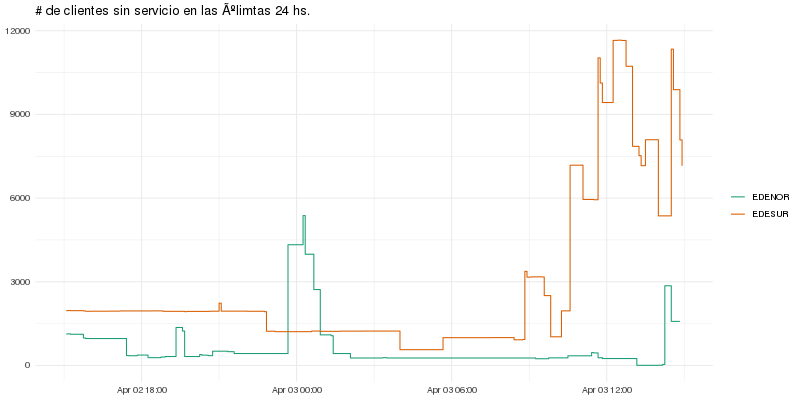 # de clientes sin servicio en las Ãºlimtas 24 hs.
12000
9000
6000
3000
0
Apr 02 18:00
Apr 03 00:00
Apr 03 06:00
Apr 03 12:00
EDENOR
EDESUR